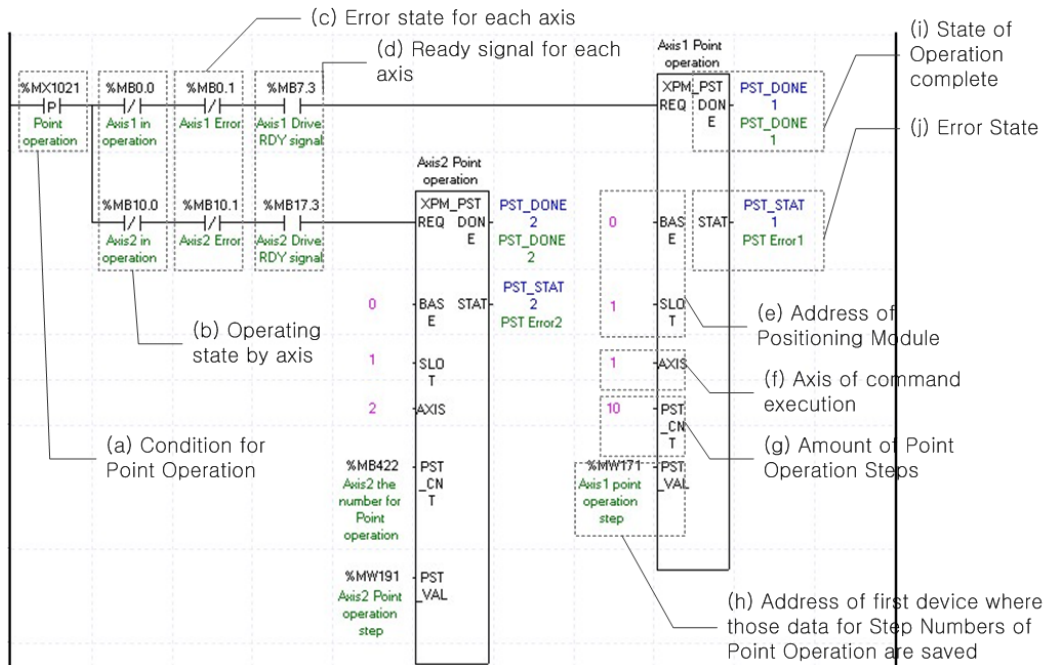 (c) Error state for each axis
(d) Ready signal for each
axis
(i) State of
Operation
complete
(j) Error State
Axis1 Point
operation
%MX1021
%MB0.0
%MB0.1
%MB7.3
P
Point
operation
Axis1 in
operation
Axis1 Error
Axis1 Drive
RDY signal
XPM_PST
REQ DON
E
PST_DONE
1
PST_DONE
1
Axis2 Point
operation
%MB10.0
%MB10.1
%MB17.3
Axis2 in
operation
Axis2 Error
Axis2 Drive
RDY signal
XPM_PST
REQ DON
E
PST_DONE
2
PST_DONE
2
0
BAS STAT
E
PST_STAT
1
PST Error1
0
BAS STAT
E
PST_STAT
2
PST Error2
1
SLO
T
(e) Address of
Positioning Module
(b) Operating
state by axis
1
SLO
T
1
AXIS
(f) Axis of command
execution
2
AXIS
10
PST
_CN
T
(g) Amount of Point
Operation Steps
(a) Condition for
Point Operation
%MB422
Axis2 the
number for
Point
operation
PST
_CN
T
%MW171
Axis1 point
operation
step
PST
_VAL
%MW191
Axis2 Point
operation
step
PST
_VAL
(h) Address of first device where
those data for Step Numbers of
Point Operation are saved